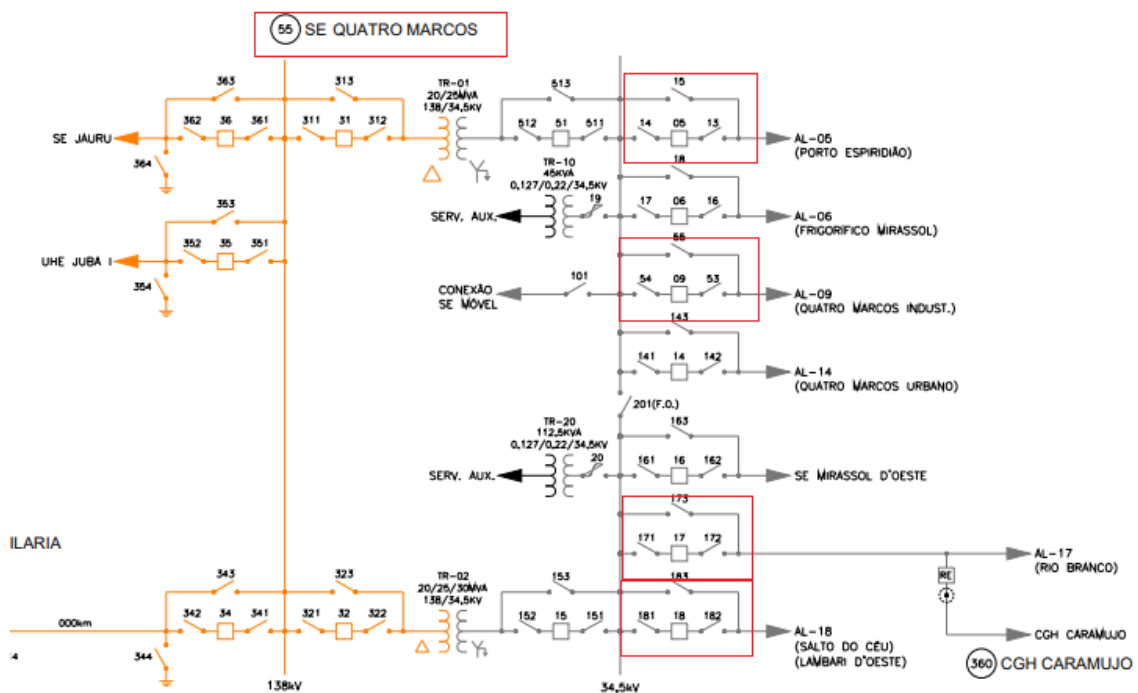 55 SE QUATRO MARCOS
TR-01
20/25MVA
138/34,5KV
363
313
513
15
362 36 361 311 31 312
512 51 511
14 05 13
SE JAURU
AL-05
(PORTO ESPIRIDIÃO)
364
TR-10
45KVA
0,127/0,22/34,5KV
18
19
353
SERV. AUX.
17 06 16
AL-06
(FRIGORÍFICO MIRASSOL)
352 35 351
UHE JUBA I
55
354
101
54 09 53
CONEXÃO
SE MÓVEL
AL-09
(QUATRO MARCOS INDUST.)
143
141 14 142
AL-14
(QUATRO MARCOS URBANO)
201(F.O.)
TR-20
112,5KVA
0,127/0,22/34,5KV
163
20
161 16 162
SERV. AUX.
SE MIRASSOL D'OESTE
173
ILARIA
171 17 172
AL-17
(RIO BRANCO)
TR-02
20/25/30MVA
138/34,5KV
RE
343
323
153
183
000km
342 34 341 321 32 322
152 15 151
181 18 182
AL-18
(SALTO DO CÉU)
(LAMBARI D'OESTE)
CGH CARAMUJO
344
360 CGH CARAMUJO
138kV
34,5kV